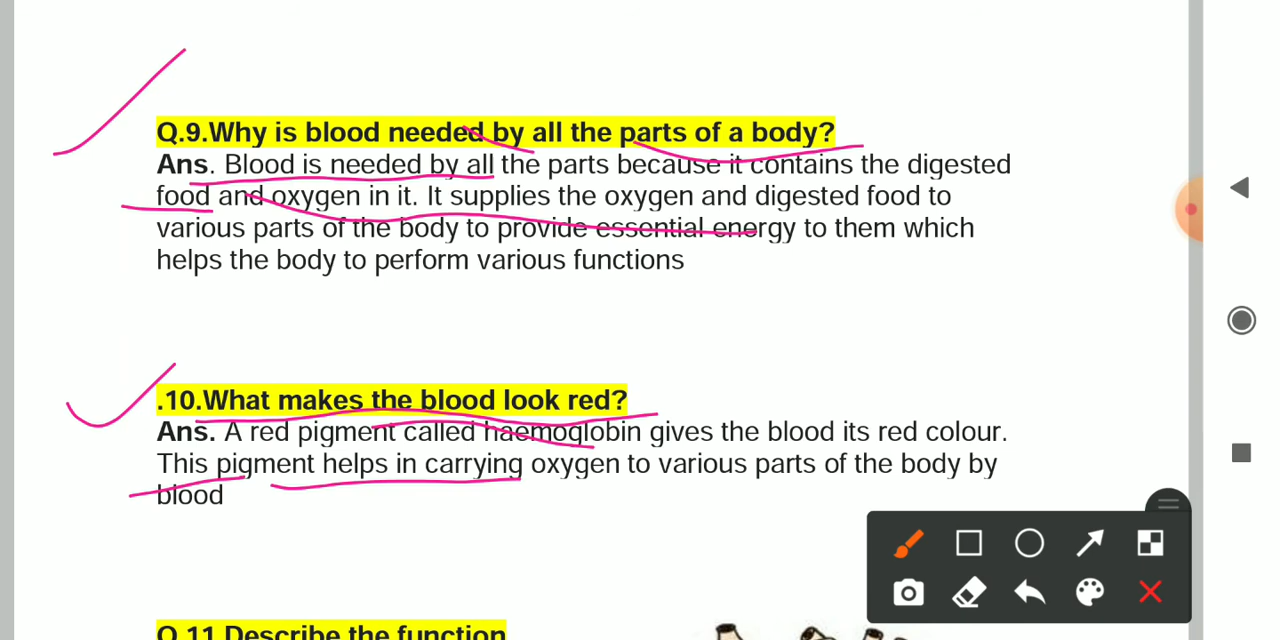 Q.9.Why is blood needed by all the parts of a body?
Ans. Blood is needed by all the parts because it contains the digested
food and oxygen in it. It supplies the oxygen and digested food to
various parts of the body to provide essential energy to them which
helps the body to perform various functions
.10.What makes the blood look red?
Ans. A red pigment called haemoglobin gives the blood its red colour.
This pigment helps in carrying oxygen to various parts of the body by
blood
Q.11.Describe the function